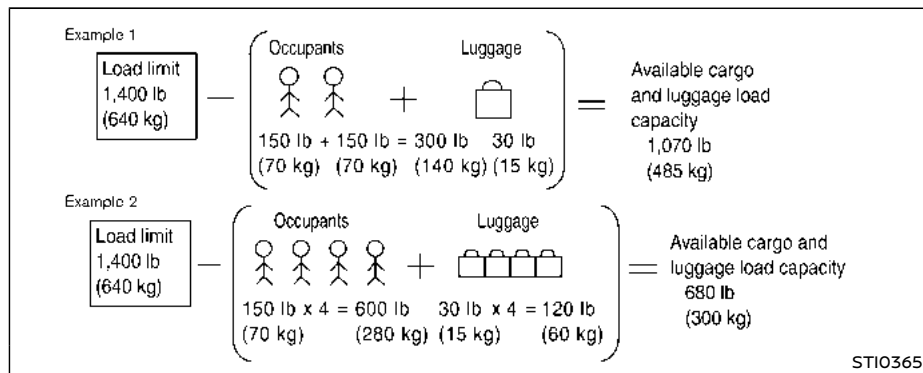 Example 1
Load limit
1,400 lb
(640 kg)
Occupants
Luggage
150 lb + 150 lb = 300 lb 30 lb
(70 kg) (70 kg) (140 kg) (15 kg)
Available cargo
and luggage load
capacity
1,070 lb
(485 kg)
Example 2
Load limit
1,400 lb
(640 kg)
Occupants
Luggage
150 lb x 4 = 600 lb 30 lb x 4 = 120 lb
(70 kg) (280 kg) (15 kg) (60 kg)
Available cargo and
luggage load capacity
680 lb
(300 kg)
STI0365